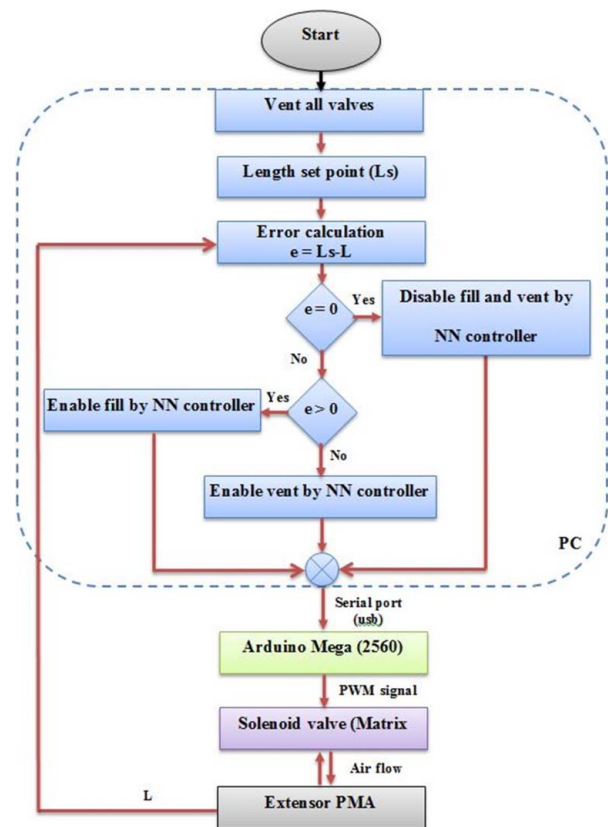 Start
Vent all valves
Length set point (Ls)
Error calculation
e = Ls-L
e = 0
Yes
Disable fill and vent by
NN controller
No
Enable fill by NN controller
Yes
e > 0
No
Enable vent by NN controller
PC
Serial port
(usb)
Arduino Mega (2560)
PWM signal
Solenoid valve (Matrix
Air flow
L
Extensor PMA